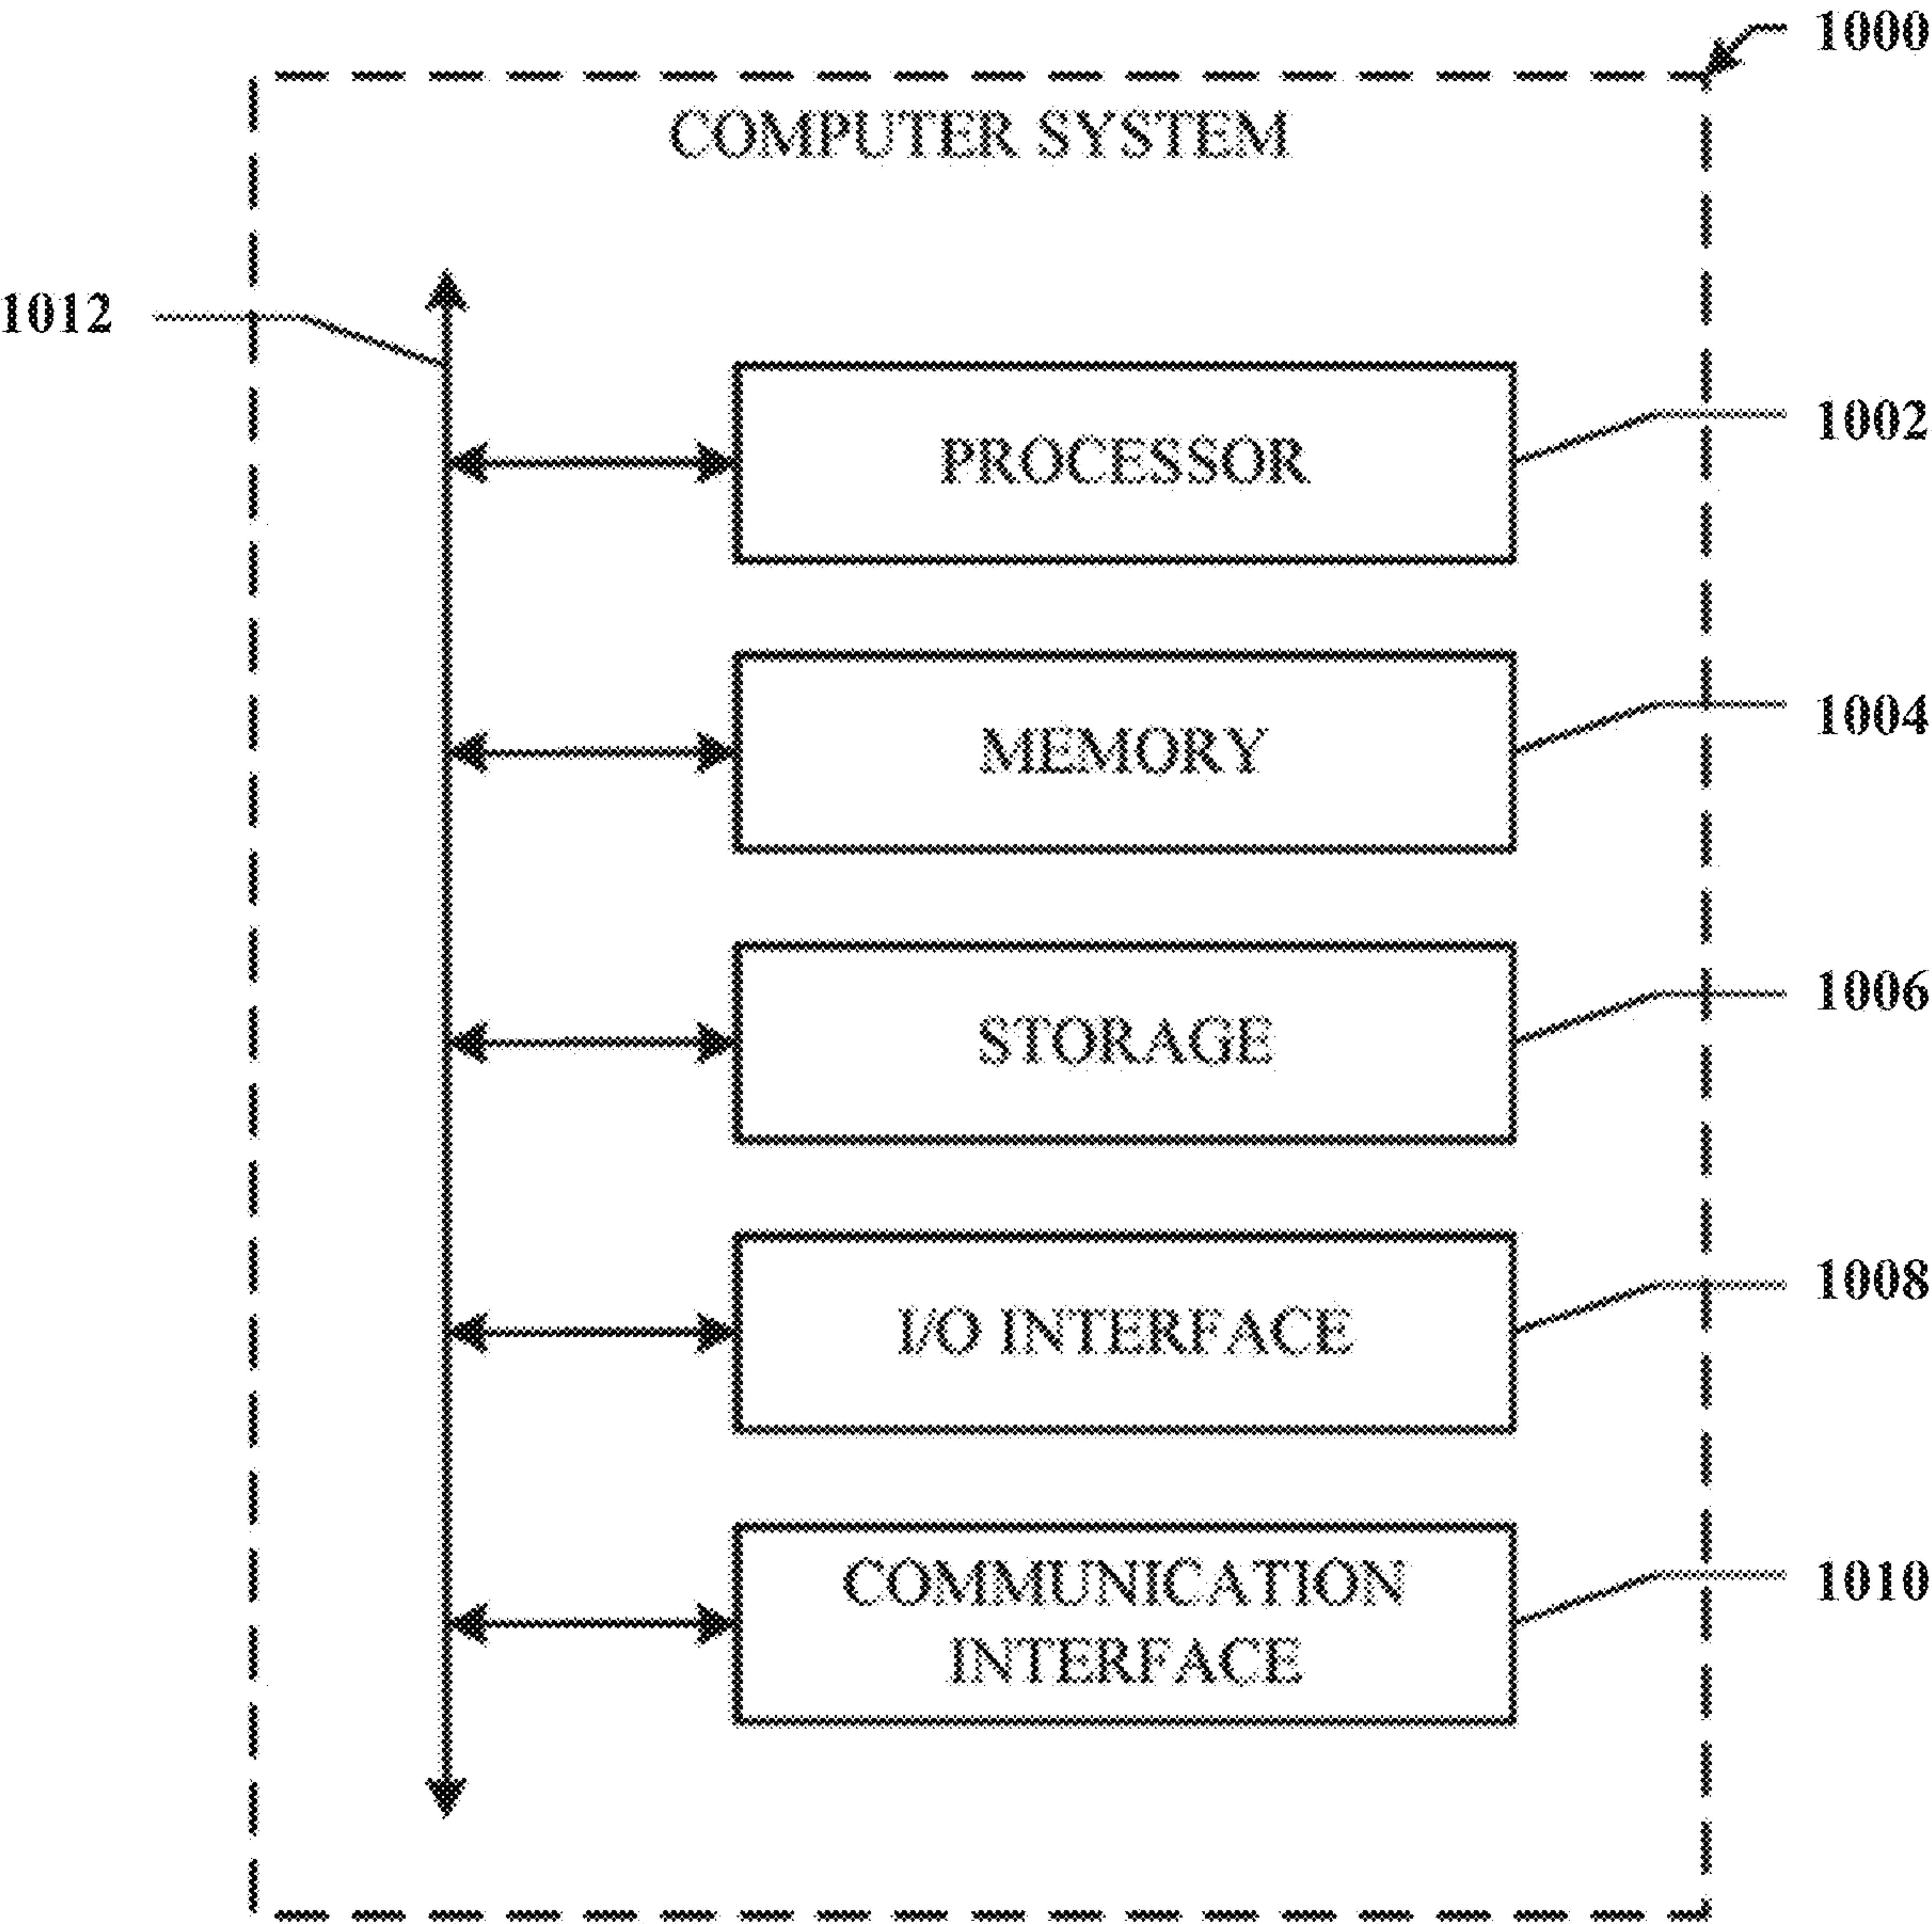 1000
COMPUTER SYSTEM
1012
PROCESSOR
1002
MEMORY
1004
STORAGE
1006
I/O INTERFACE
1008
COMMUNICATION
INTERFACE
1010